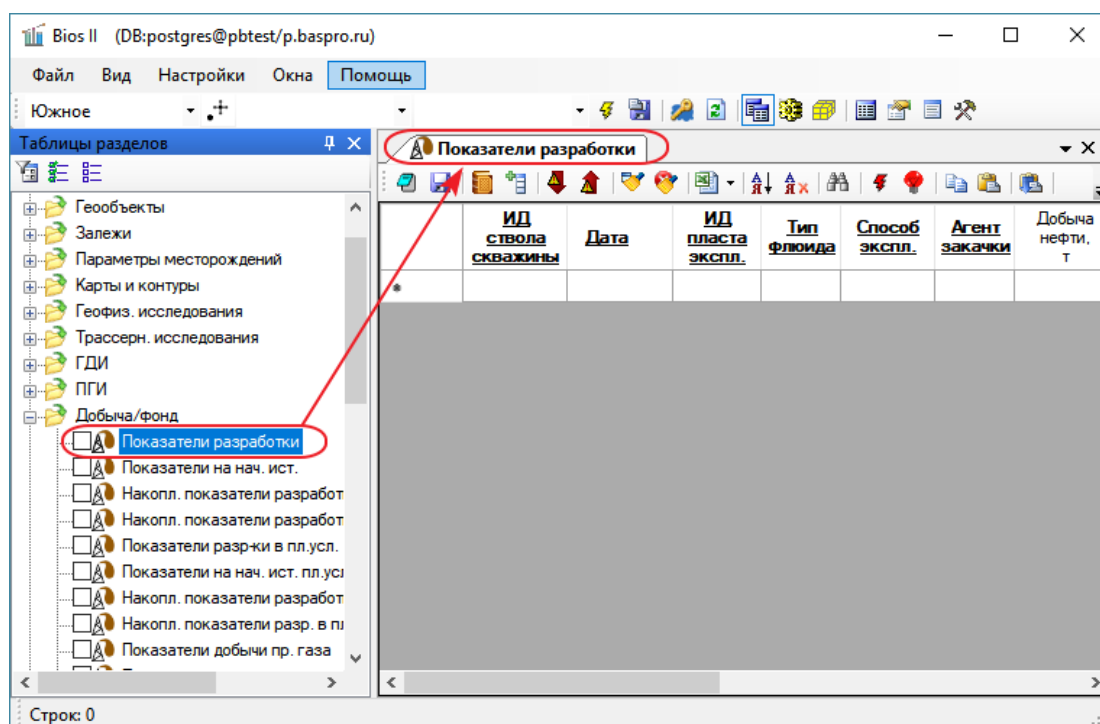 Bios II (DB:postgres@pbtest/p.baspro.ru)
Файл Вид Настройки Окна Помощь
Южное
Таблицы разделов
Показатели разработки
Геообъекты
Залежи
Параметры месторождений
Карты и контуры
Геофиз. исследования
Трассерн. исследования
ГДИ
ПГИ
Добыча/фонд
Показатели разработки
Показатели на нач. ист.
Накопл. показатели разработ
Накопл. показатели разработ
Показатели разр-ки в пл.усл.
Показатели на нач. ист. пл.усл
Накопл. показатели разработ
Накопл. показатели разр. в пл
Показатели добычи пр. газа
ИД ствола скважины
Дата
ИД пласта экспл.
Тип флюида
Способ экспл.
Агент закачки
Добыча нефти, т
Строк: 0